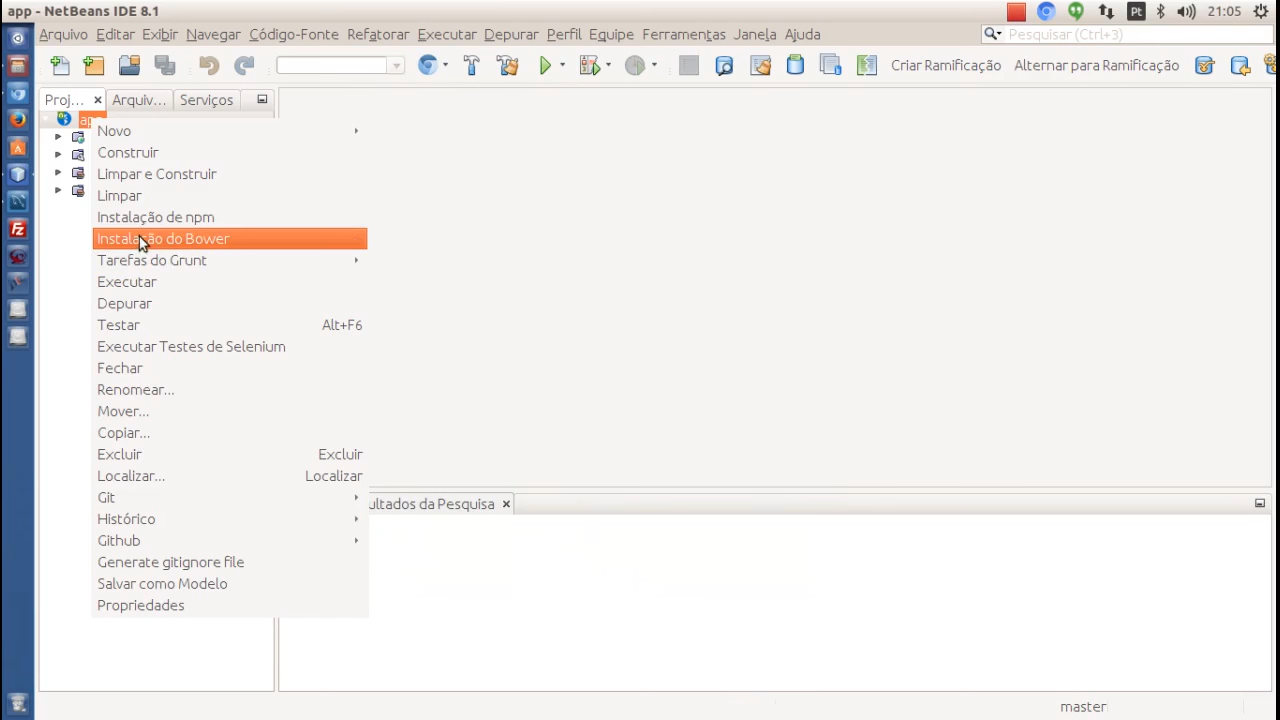 app - NetBeans IDE 8.1
Pt
21:05
Arquivo Editar Exibir Navegar Código-Fonte Refatorar Executar Depurar Perfil Equipe Ferramentas Janela Ajuda
Pesquisar (Ctrl+3)
Criar Ramificação Alternar para Ramificação
Proj... Arquiv... Serviços
Novo
Construir
Limpar e Construir
Limpar
Instalação de npm
Instalação do Bower
Tarefas do Grunt
Executar
Depurar
Testar Alt+F6
Executar Testes de Selenium
Fechar
Renomear...
Mover...
Copiar...
Excluir Excluir
Localizar... Localizar
Git
Histórico
Github
Generate gitignore file
Salvar como Modelo
Propriedades
ultados da Pesquisa
master